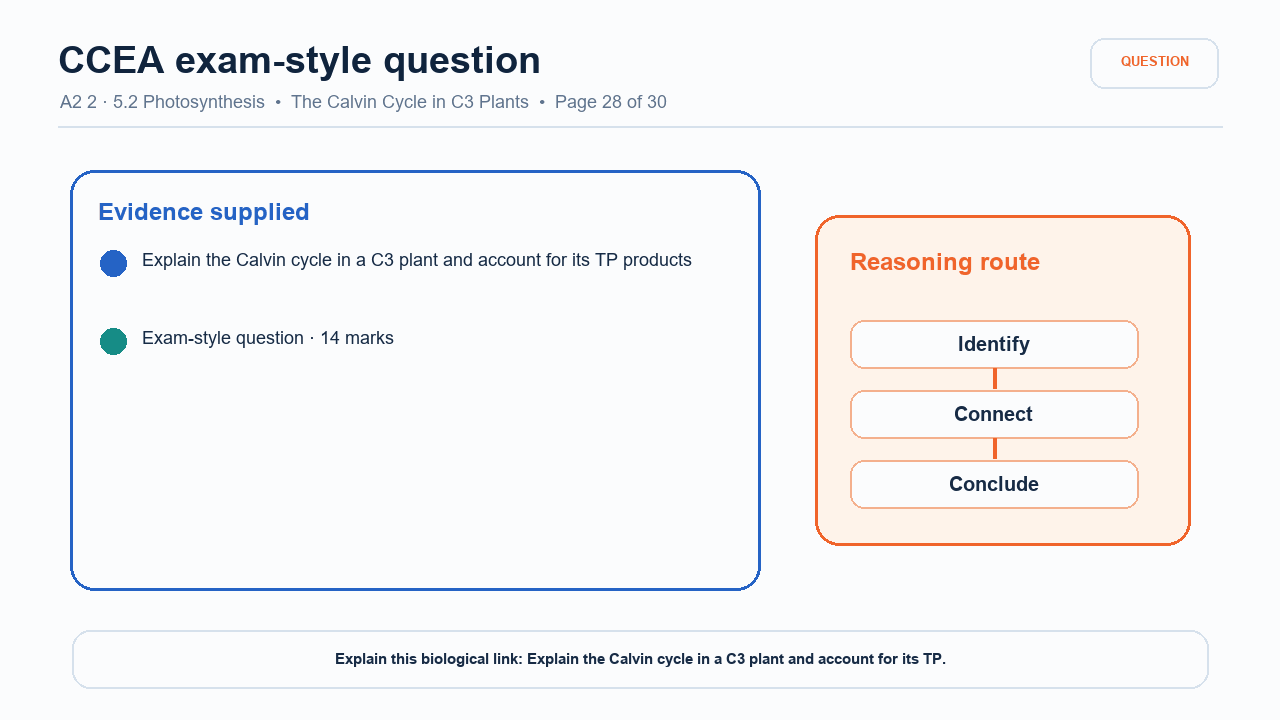 CCEA exam-style question
QUESTION
A2 2 · 5.2 Photosynthesis • The Calvin Cycle in C3 Plants • Page 28 of 30
Evidence supplied
Explain the Calvin cycle in a C3 plant and account for its TP products
Exam-style question · 14 marks
Reasoning route
Identify
Connect
Conclude
Explain this biological link: Explain the Calvin cycle in a C3 plant and account for its TP.